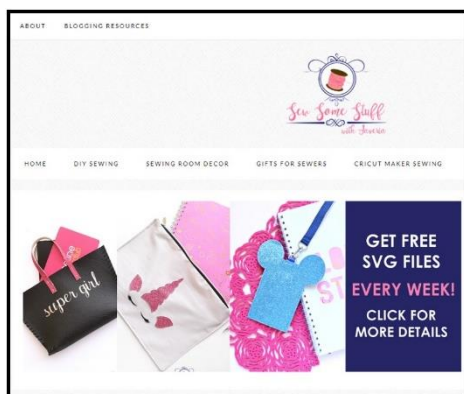 ABOUT BLOGGING RESOURCES
Sew Some Stuff
with Javeria
HOME DIY SEWING SEWING ROOM DECOR GIFTS FOR SEWERS CRICUT MAKER SEWING
super girl
GET FREE
SVG FILES
EVERY WEEK!
CLICK FOR
MORE DETAILS